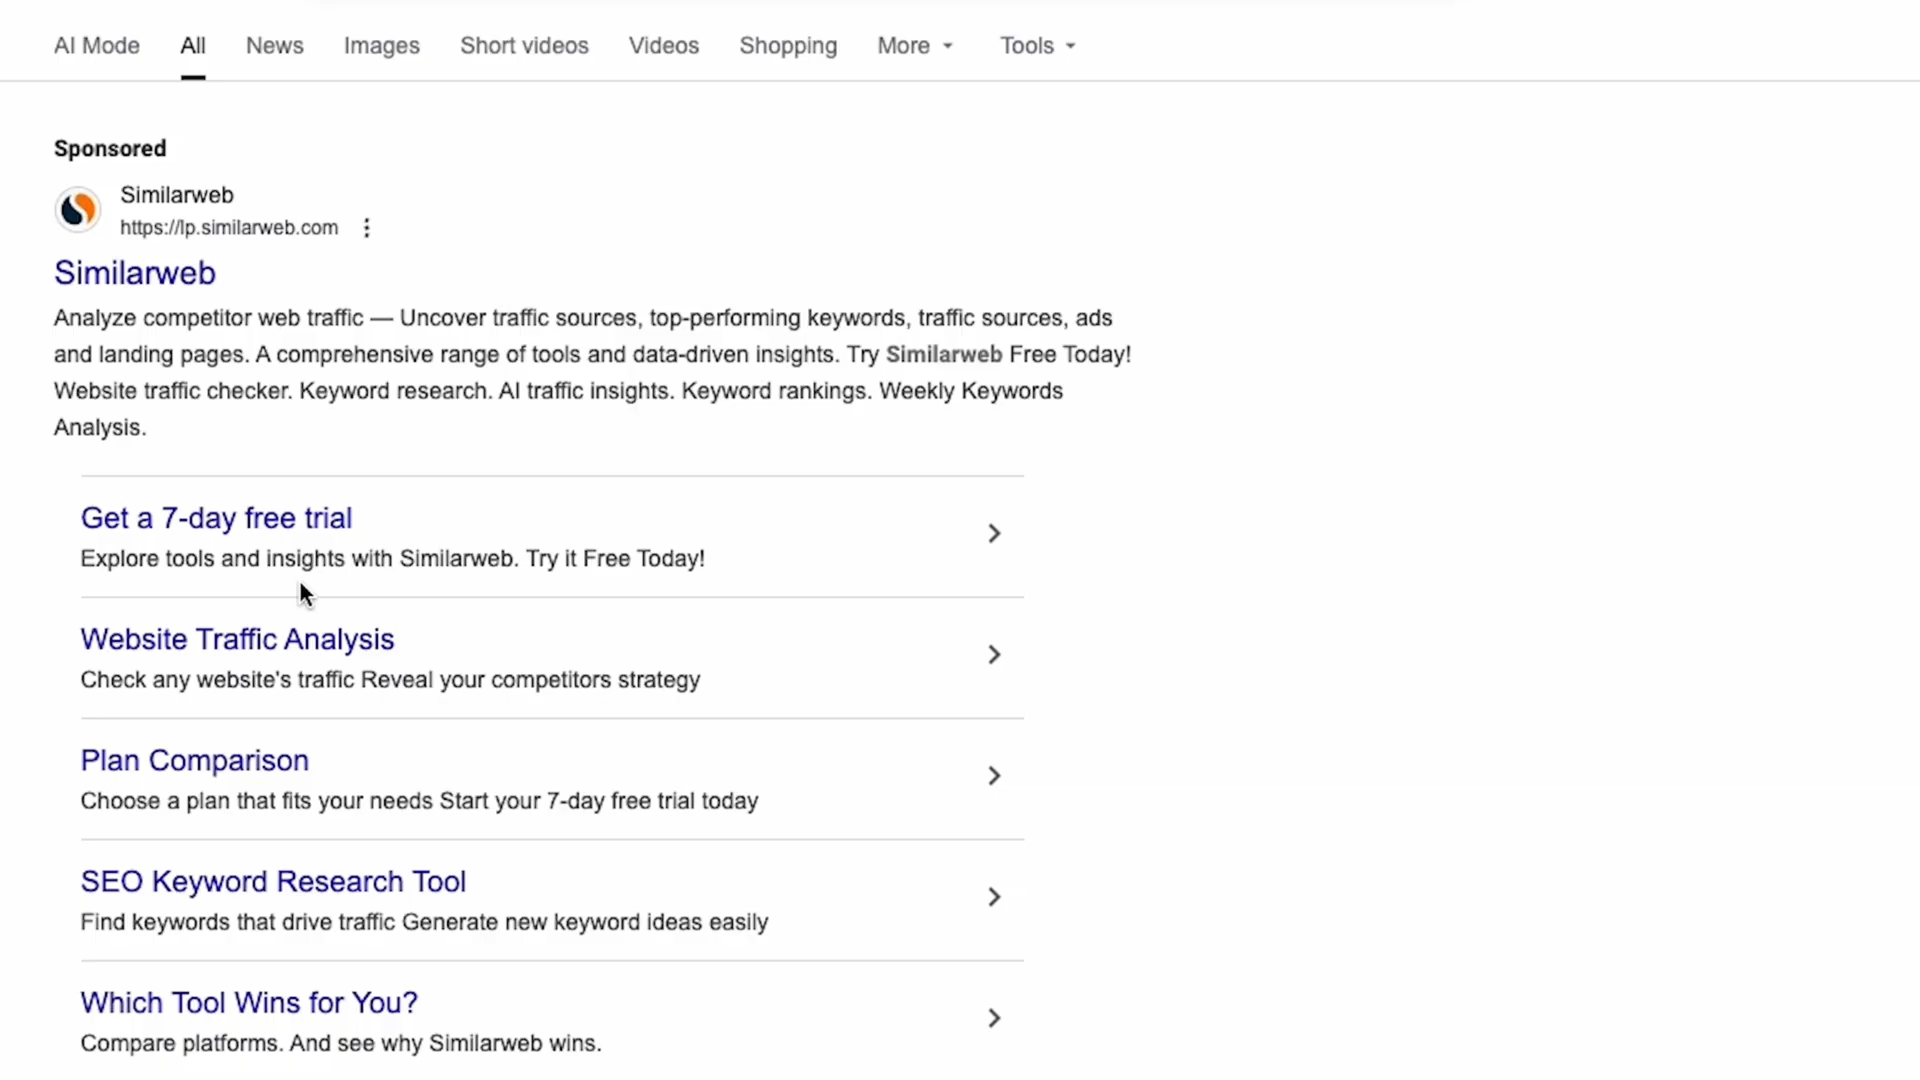 AI Mode All News Images Short videos Videos Shopping More Tools
Sponsored
Similarweb
https://lp.similarweb.com
Similarweb
Analyze competitor web traffic — Uncover traffic sources, top-performing keywords, traffic sources, ads
and landing pages. A comprehensive range of tools and data-driven insights. Try Similarweb Free Today!
Website traffic checker. Keyword research. AI traffic insights. Keyword rankings. Weekly Keywords
Analysis.
Get a 7-day free trial
Explore tools and insights with Similarweb. Try it Free Today!
Website Traffic Analysis
Check any website's traffic Reveal your competitors strategy
Plan Comparison
Choose a plan that fits your needs Start your 7-day free trial today
SEO Keyword Research Tool
Find keywords that drive traffic Generate new keyword ideas easily
Which Tool Wins for You?
Compare platforms. And see why Similarweb wins.